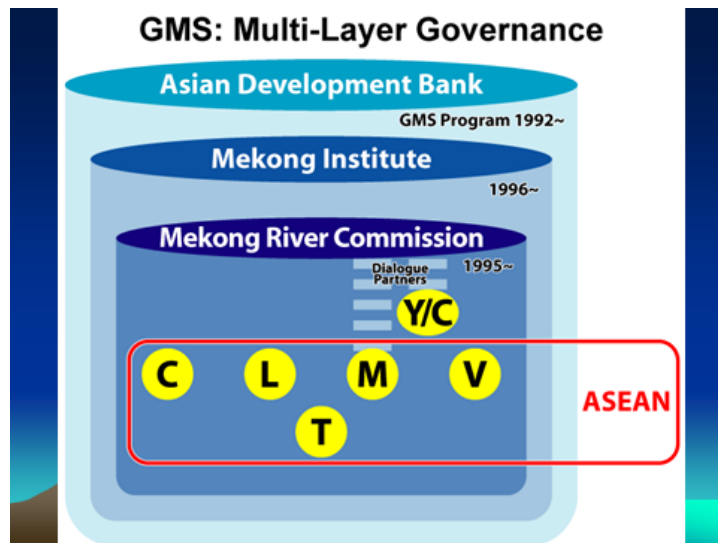 GMS: Multi-Layer Governance
Asian Development Bank
GMS Program 1992~
Mekong Institute
1996~
Mekong River Commission
1995~
Dialogue
Partners
Y/C
C L M V
ASEAN
T